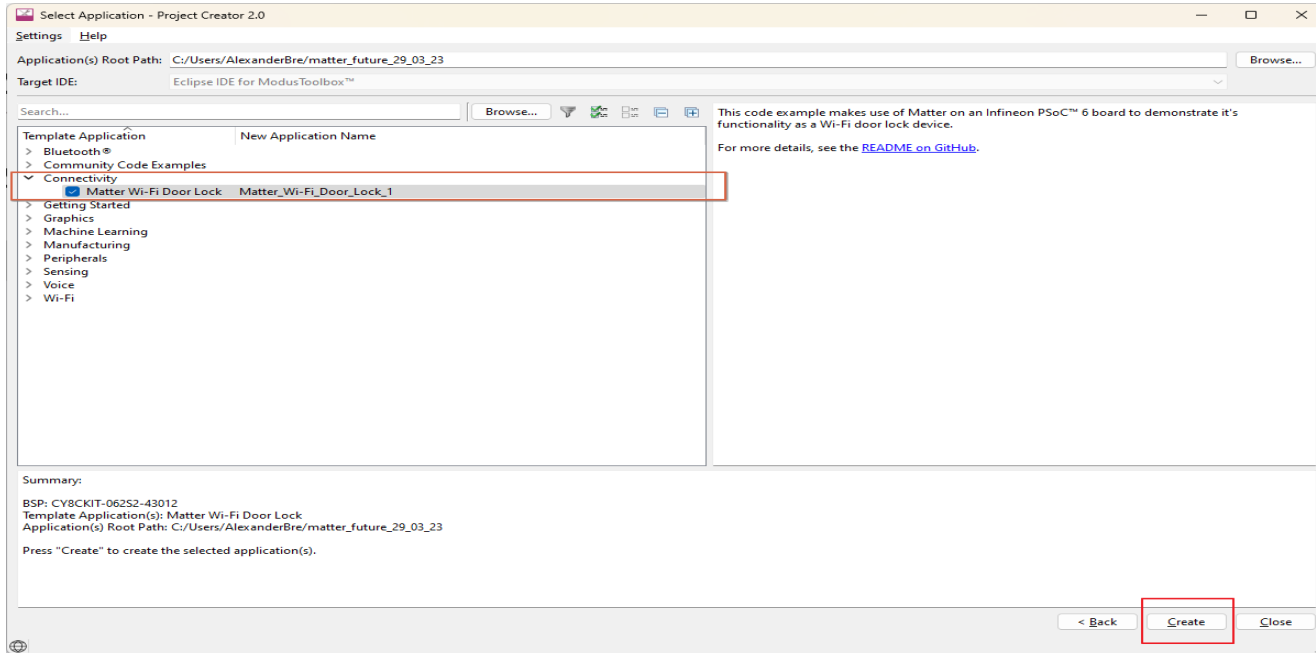 Select Application - Project Creator 2.0
Settings Help
Application(s) Root Path: C:/Users/AlexanderBre/matter_future_29_03_23 Browse...
Target IDE: Eclipse IDE for ModusToolbox™
Search... Browse...
Template Application New Application Name
Bluetooth®
Community Code Examples
Connectivity
Matter Wi-Fi Door Lock Matter_Wi-Fi_Door_Lock_1
Getting Started
Graphics
Machine Learning
Manufacturing
Peripherals
Sensing
Voice
Wi-Fi
This code example makes use of Matter on an Infineon PSoC™ 6 board to demonstrate it's
functionality as a Wi-Fi door lock device.
For more details, see the README on GitHub.
Summary:
BSP: CY8CKIT-062S2-43012
Template Application(s): Matter Wi-Fi Door Lock
Application(s) Root Path: C:/Users/AlexanderBre/matter_future_29_03_23
Press "Create" to create the selected application(s).
< Back Create Close